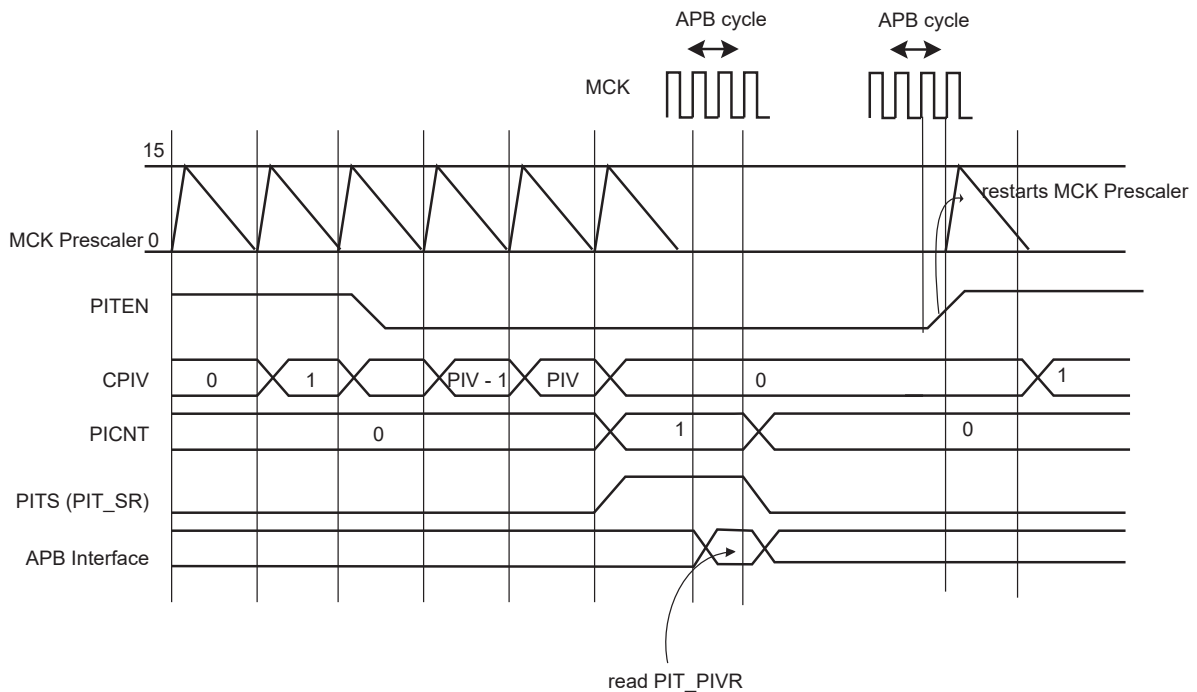 APB cycle APB cycle
MCK
15
restarts MCK Prescaler
MCK Prescaler 0
PITEN
CPIV 0 1 PIV - 1 PIV 0 1
PICNT 0 1 0
PITS (PIT_SR)
APB Interface
read PIT_PIVR